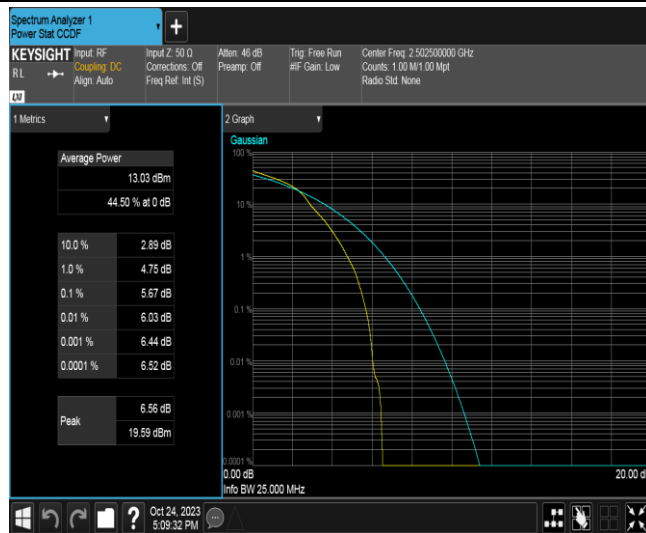 Spectrum Analyzer 1
Power Stat CCDF
KEYSIGHT
RL
Input: RF
Coupling: DC
Align: Auto
Input Z: 50 Ω
Corrections: Off
Freq Ref: Int (S)
Atten: 46 dB
Preamp: Off
Trig: Free Run
#IF Gain: Low
Center Freq: 2.502500000 GHz
Counts: 1.00 M/1.00 Mpt
Radio Std: None
1 Metrics
Average Power
13.03 dBm
44.50 % at 0 dB
10.0 % 2.89 dB
1.0 % 4.75 dB
0.1 % 5.67 dB
0.01 % 6.03 dB
0.001 % 6.44 dB
0.0001 % 6.52 dB
Peak
6.56 dB
19.59 dBm
2 Graph
Gaussian
100 %
10 %
1 %
0.1 %
0.01 %
0.001 %
0.0001 %
0.00 dB
20.00 d
Info BW 25.000 MHz
Oct 24, 2023
5:09:32 PM